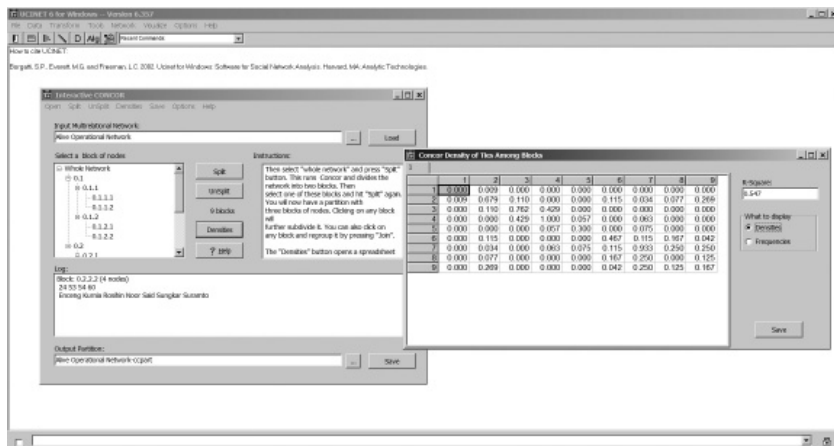 UCINET 6 for Windows -- Version 6.357
File Data Transform Tools Network Visualize Options Help
D Alg Recent Comments
How to cite UCINET:
Borgatti, S.P., Everett, M.G. and Freeman, L.C. 2002. Ucinet for Windows: Software for Social Network Analysis. Harvard, MA: Analytic Technologies.
Interactive CONCOR
Open Split UnSplit Densities Save Options Help
Input Multirelational Network:
Alive Operational Network ... Load
Select a block of nodes
Whole Network
0.1
0.1.1
0.1.1.1
0.1.1.2
0.1.2
0.1.2.1
0.1.2.2
0.2
0.2.1
Split
UnSplit
9 blocks
Densities
? Help
Instructions:
Then select "whole network" and press "Split"
button. This runs Concor and divides the
network into two blocks. Then
select one of these blocks and hit "Split" again.
You will now have a partition with
three blocks of nodes. Clicking on any block
will
further subdivide it. You can also click on
any block and regroup it by pressing "Join".
The "Densities" button opens a spreadsheet
Log:
Block: 0.2.2.2 (4 nodes)
24 53 54 60
Enceng Kurnia Roshin Noor Said Sungkar Suranto
Output Partition:
Alive Operational Network-ccpart ... Save
Concor Density of Ties Among Blocks
1
1 2 3 4 5 6 7 8 9
1 0.000 0.009 0.000 0.000 0.000 0.000 0.000 0.000 0.000
2 0.009 0.679 0.110 0.000 0.000 0.115 0.034 0.077 0.269
3 0.000 0.110 0.762 0.429 0.000 0.000 0.000 0.000 0.000
4 0.000 0.000 0.429 1.000 0.057 0.000 0.063 0.000 0.000
5 0.000 0.000 0.000 0.057 0.300 0.000 0.075 0.000 0.000
6 0.000 0.115 0.000 0.000 0.000 0.467 0.115 0.167 0.042
7 0.000 0.034 0.000 0.063 0.075 0.115 0.933 0.250 0.250
8 0.000 0.077 0.000 0.000 0.000 0.167 0.250 0.000 0.125
9 0.000 0.269 0.000 0.000 0.000 0.042 0.250 0.125 0.167
R-Square:
0.547
What to display
Densities
Frequencies
Save